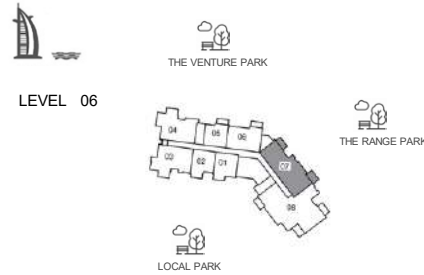 THE VENTURE PARK
LEVEL 06
THE RANGE PARK
04
05
06
03
02
01
07
08
LOCAL PARK